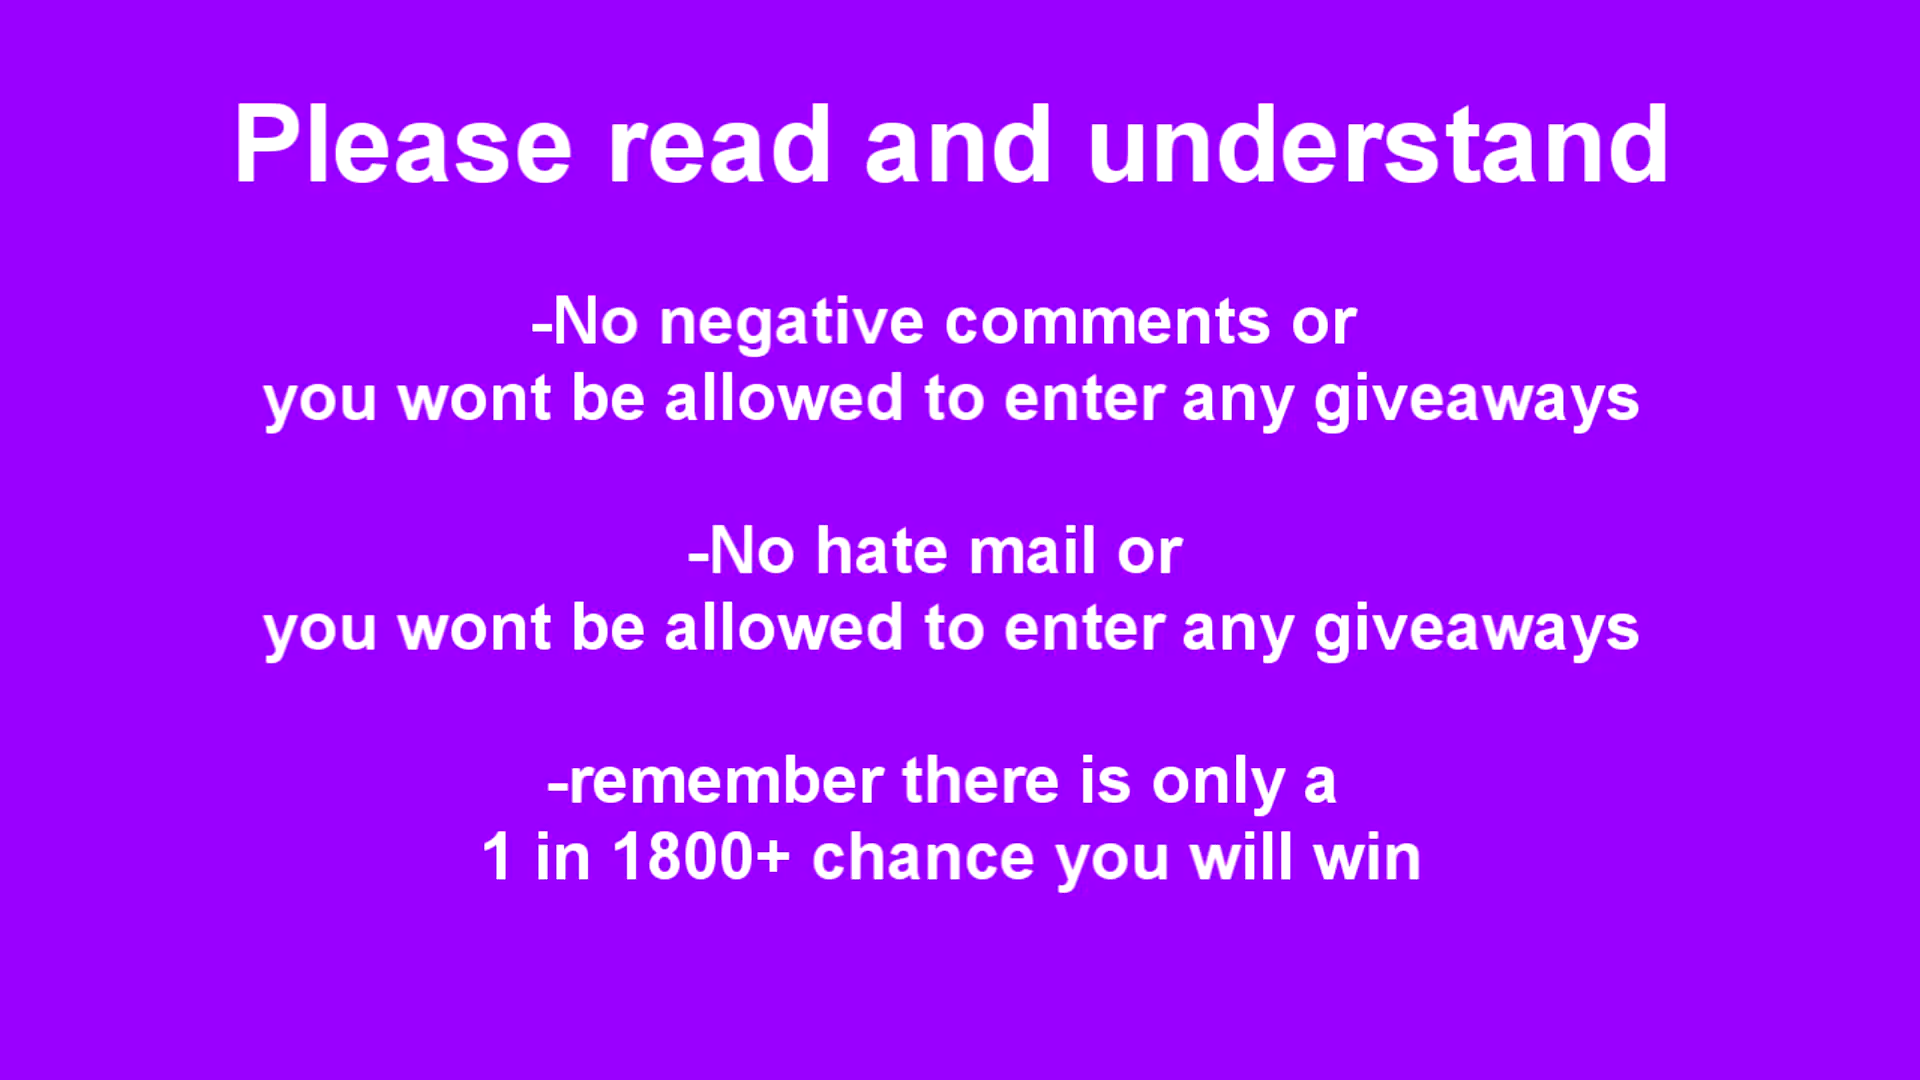 Please read and understand
-No negative comments or
you wont be allowed to enter any giveaways
-No hate mail or
you wont be allowed to enter any giveaways
-remember there is only a
1 in 1800+ chance you will win